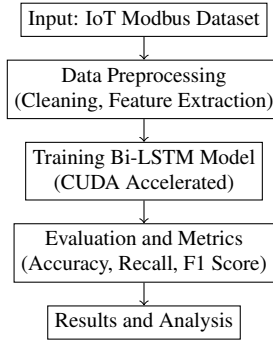 Input: IoT Modbus Dataset
Data Preprocessing
(Cleaning, Feature Extraction)
Training Bi-LSTM Model
(CUDA Accelerated)
Evaluation and Metrics
(Accuracy, Recall, F1 Score)
Results and Analysis